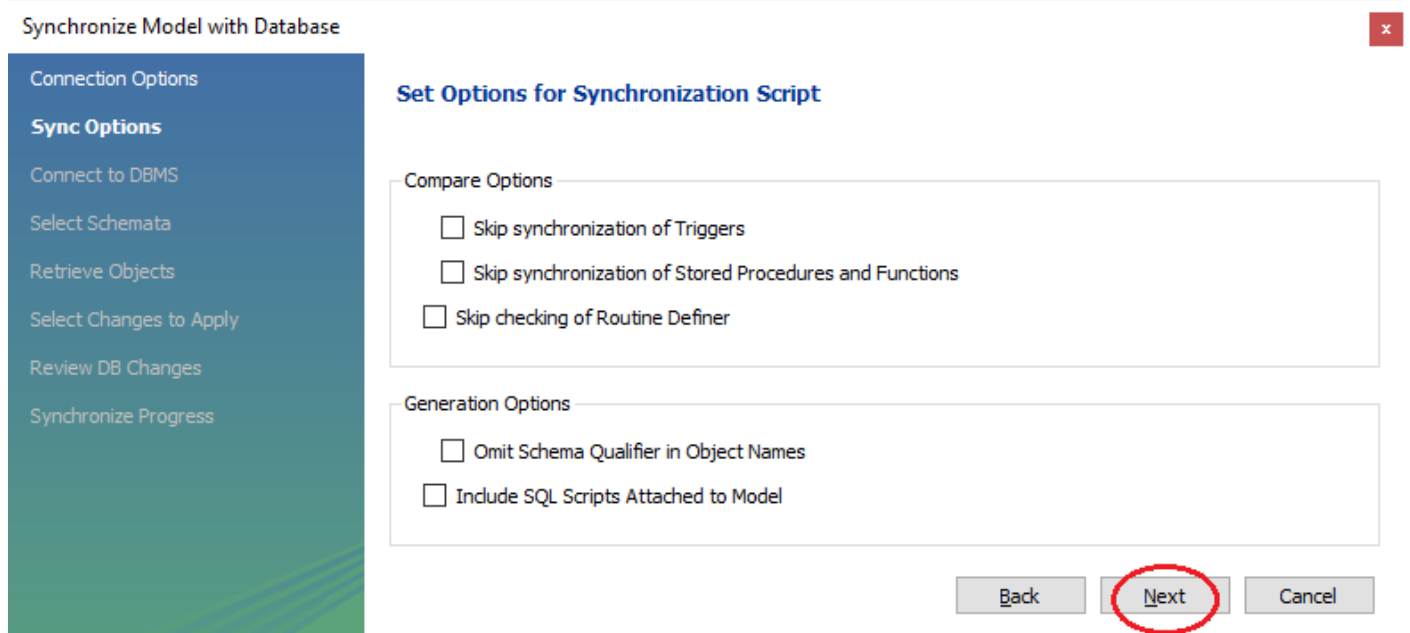 Synchronize Model with Database
x
Connection Options
Sync Options
Connect to DBMS
Select Schemata
Retrieve Objects
Select Changes to Apply
Review DB Changes
Synchronize Progress
Set Options for Synchronization Script
Compare Options
Skip synchronization of Triggers
Skip synchronization of Stored Procedures and Functions
Skip checking of Routine Definer
Generation Options
Omit Schema Qualifier in Object Names
Include SQL Scripts Attached to Model
Back Next Cancel